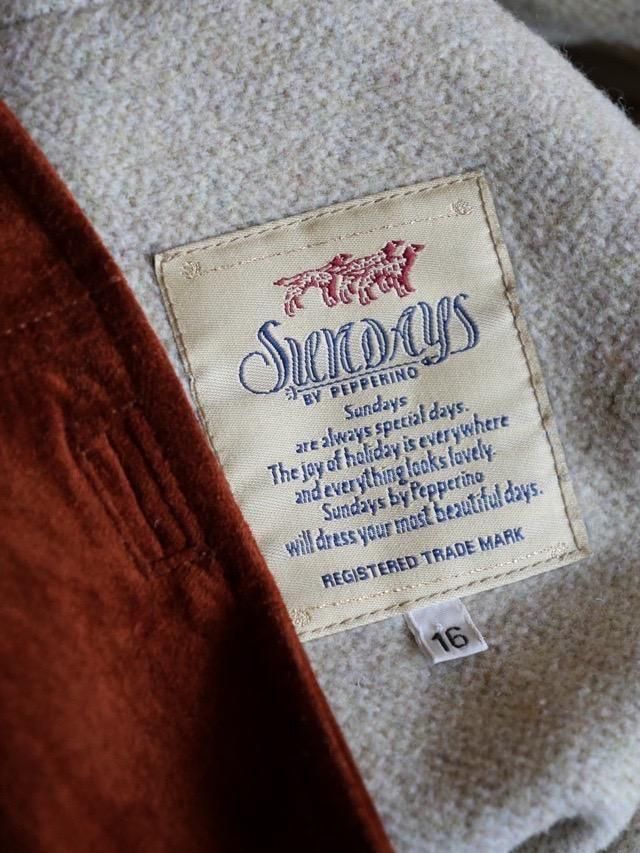 Sundays
BY PEPPERINO
Sundays
are always special days.
The joy of holiday is everywhere
and everything looks lovely.
Sundays by Pepperino
will dress your most beautiful days.
REGISTERED TRADE MARK
16